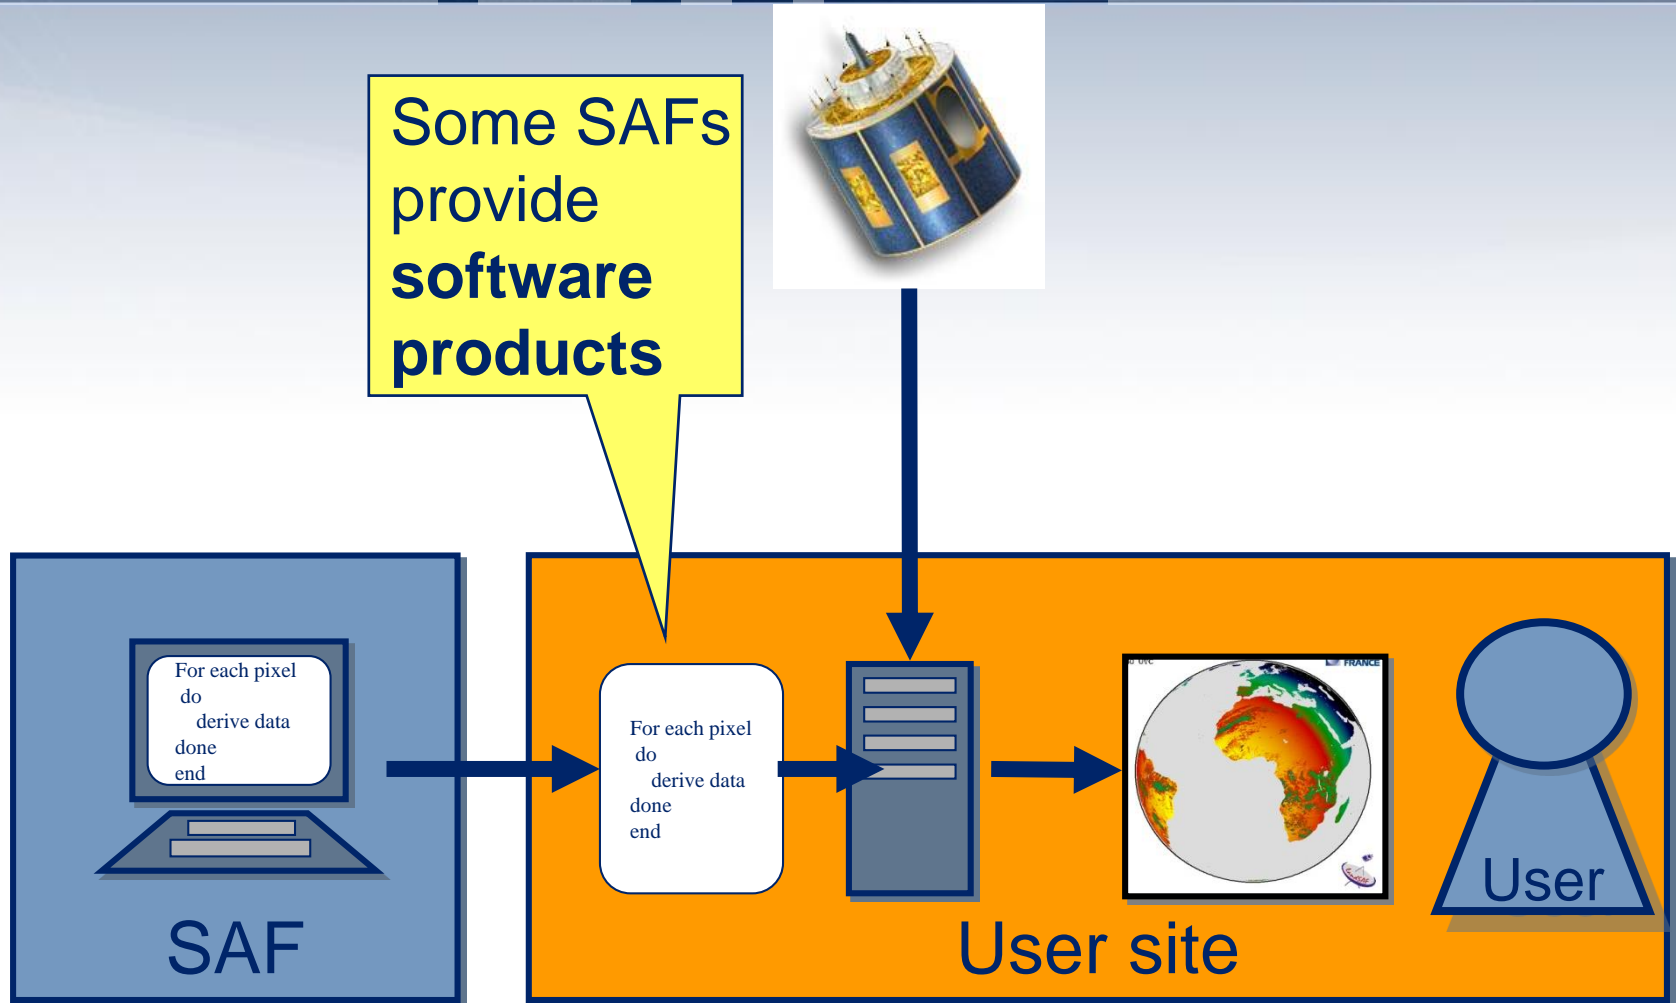 Some SAFs
provide
software
products
For each pixel
do
derive data
done
end
SAF
For each pixel
do
derive data
done
end
UTC
FRANCE
User
User site